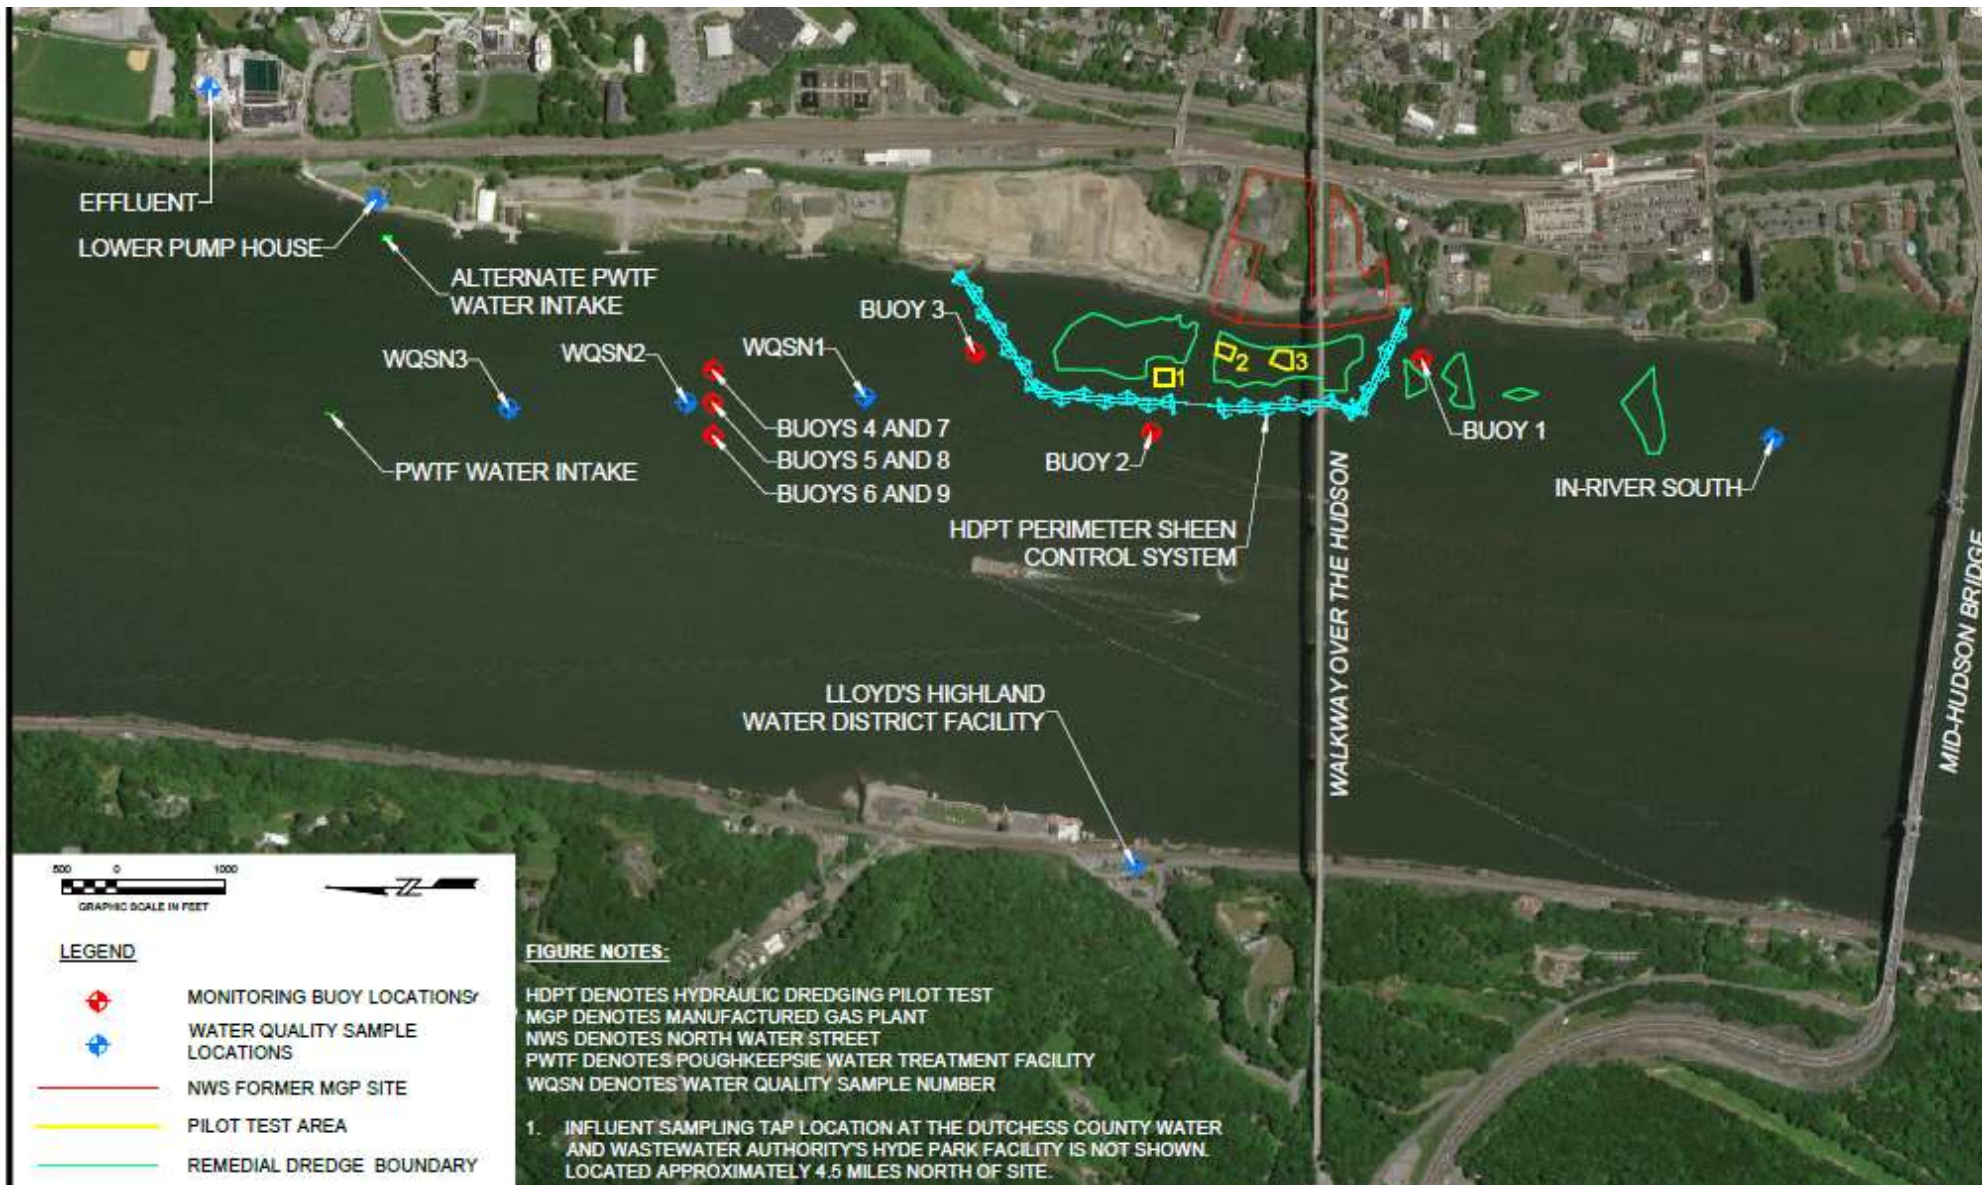 EFFLUENT
LOWER PUMP HOUSE
ALTERNATE PWTF
WATER INTAKE
WQSN3
WQSN2
WQSN1
BUOY 3
PWTF WATER INTAKE
BUOYS 4 AND 7
BUOYS 5 AND 8
BUOYS 6 AND 9
BUOY 2
1
2
3
BUOY 1
IN-RIVER SOUTH
HDPT PERIMETER SHEEN
CONTROL SYSTEM
WALKWAY OVER THE HUDSON
MID-HUDSON BRIDGE
LLOYD'S HIGHLAND
WATER DISTRICT FACILITY
500 0 1000
GRAPHIC SCALE IN FEET
N
LEGEND
MONITORING BUOY LOCATIONS
WATER QUALITY SAMPLE
LOCATIONS
NWS FORMER MGP SITE
PILOT TEST AREA
REMEDIAL DREDGE BOUNDARY
FIGURE NOTES:
HDPT DENOTES HYDRAULIC DREDGING PILOT TEST
MGP DENOTES MANUFACTURED GAS PLANT
NWS DENOTES NORTH WATER STREET
PWTF DENOTES POUGHKEEPSIE WATER TREATMENT FACILITY
WQSN DENOTES WATER QUALITY SAMPLE NUMBER
1. INFLUENT SAMPLING TAP LOCATION AT THE DUTCHESS COUNTY WATER
AND WASTEWATER AUTHORITY'S HYDE PARK FACILITY IS NOT SHOWN.
LOCATED APPROXIMATELY 4.5 MILES NORTH OF SITE.